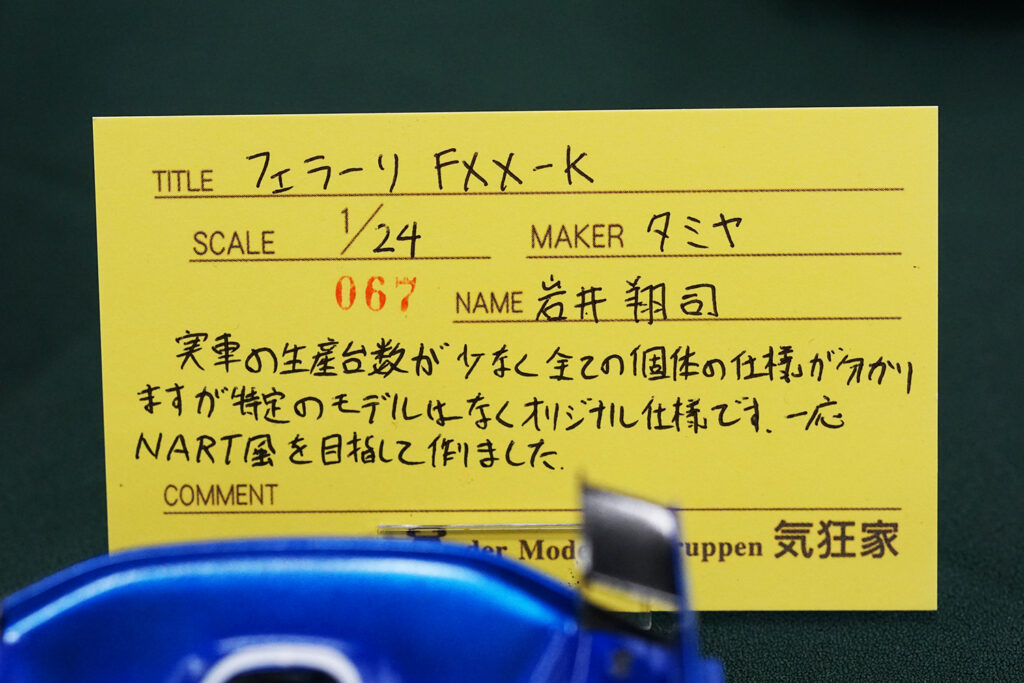 TITLE フェラーリ FXX-K
SCALE 1/24 MAKER タミヤ
067 NAME 岩井 翔司
実車の生産台数が少なく全ての個体の仕様が分かり
ますが特定のモデルはなくオリジナル仕様です。一応
NART風を目指して作りました。
COMMENT
der 気狂家